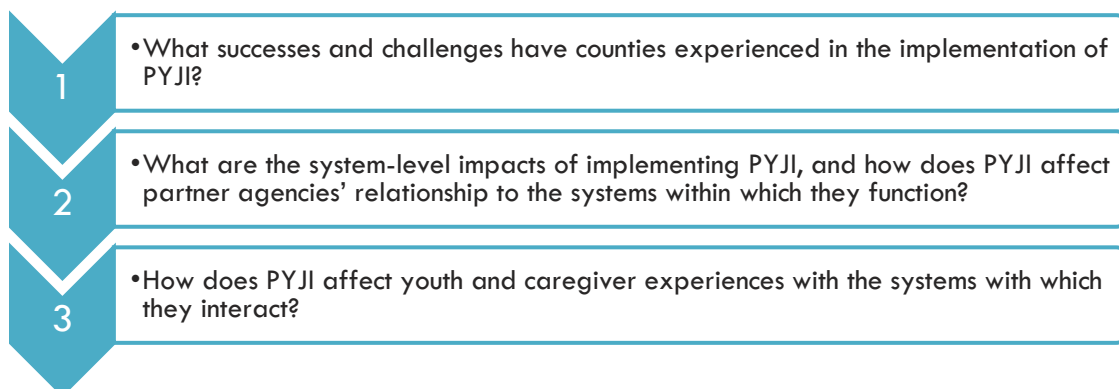 1
•What successes and challenges have counties experienced in the implementation of
PYJI?
2
•What are the system-level impacts of implementing PYJI, and how does PYJI affect
partner agencies’ relationship to the systems within which they function?
3
•How does PYJI affect youth and caregiver experiences with the systems with which
they interact?